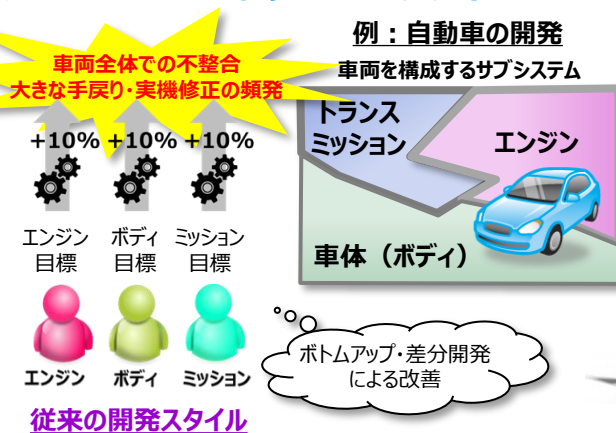 車両全体での不整合
大きな手戻り・実機修正の頻発
+10% +10% +10%
エンジン
目標
ボディ
目標
ミッション
目標
エンジン
ボディ
ミッション
従来の開発スタイル
例：自動車の開発
車両を構成するサブシステム
トランス
ミッション
エンジン
車体（ボディ）
ボトムアップ・差分開発
による改善